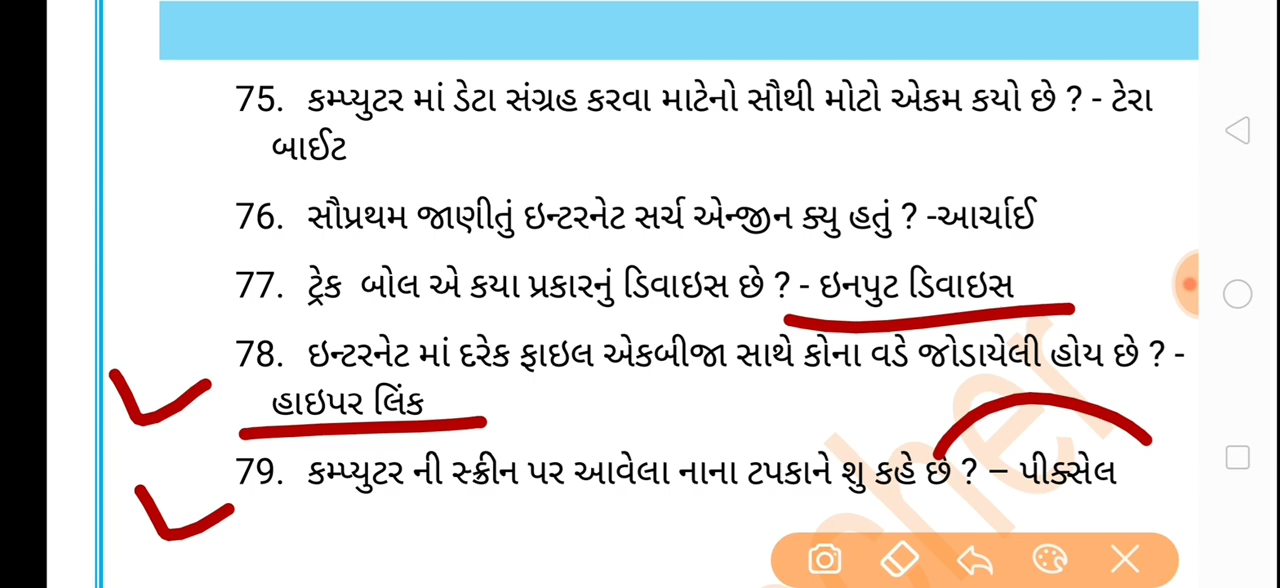 75. કમ્પ્યુટર માં ડેટા સંગ્રહ કરવા માટેનો સૌથી મોટો એકમ કયો છે ? - ટેરા
બાઈટ
76. સૌપ્રથમ જાણીતું ઇન્ટરનેટ સર્ચ એન્જીન ક્યુ હતું ? -આર્ચાઈ
77. ટ્રેક બોલ એ કયા પ્રકારનું ડિવાઇસ છે ? - ઇનપુટ ડિવાઇસ
78. ઇન્ટરનેટ માં દરેક ફાઇલ એકબીજા સાથે કોના વડે જોડાયેલી હોય છે ? -
હાઇપર લિંક
79. કમ્પ્યુટર ની સ્ક્રીન પર આવેલા નાના ટપકાને શુ કહે છે ? – પીક્સેલ